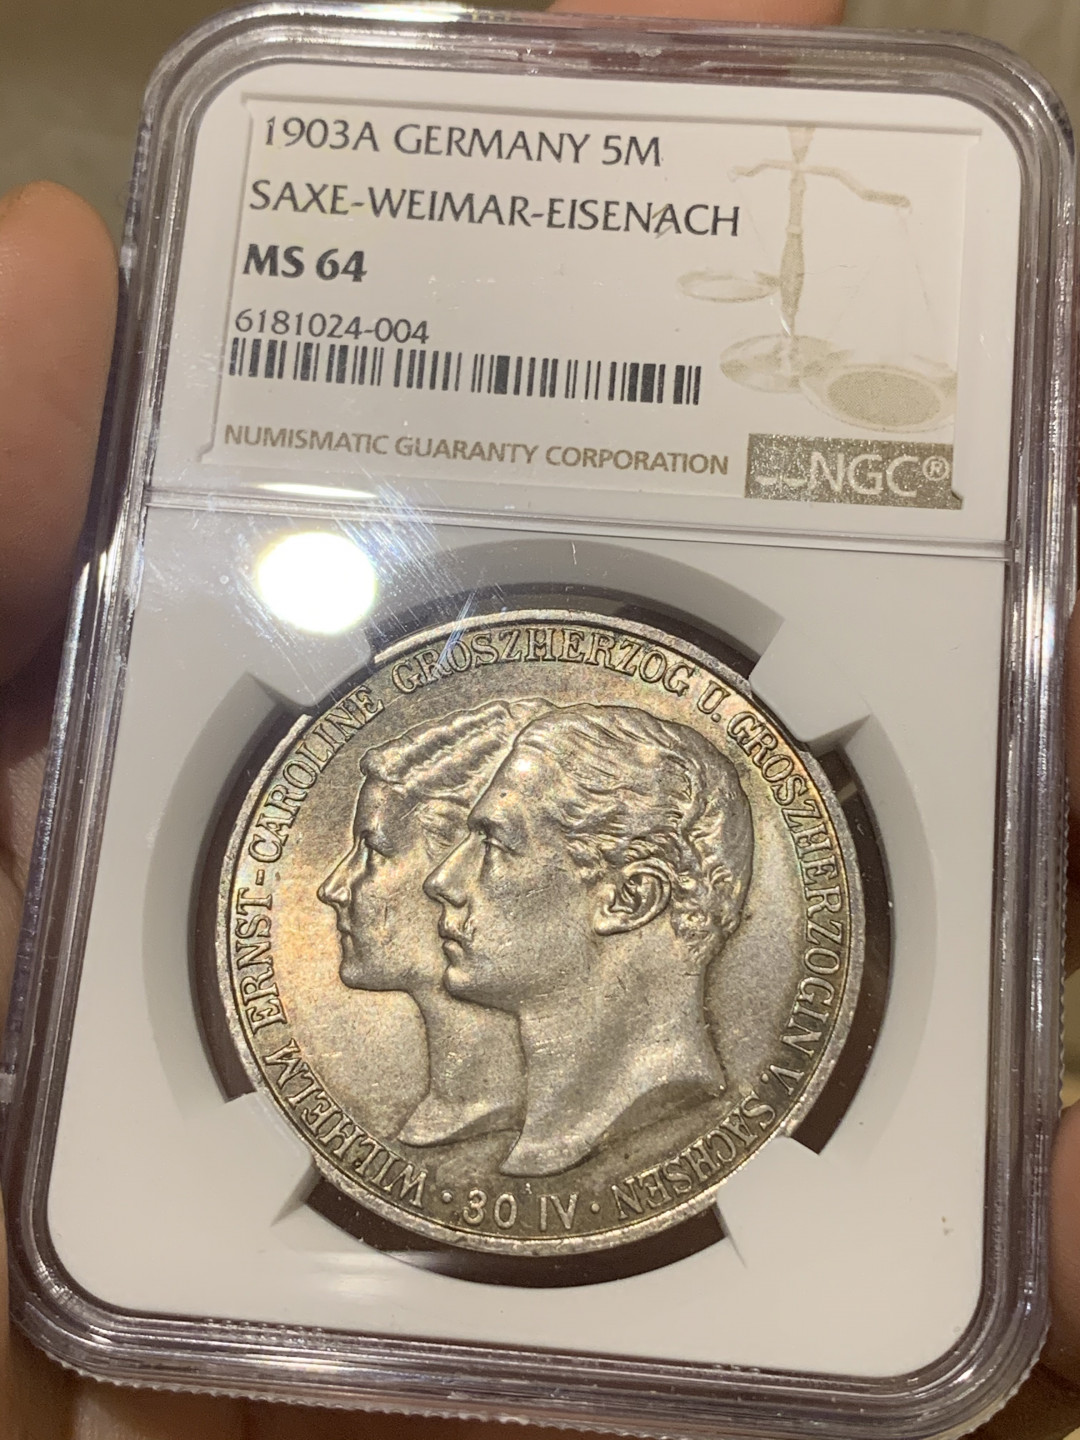 1903A GERMANY 5M
SAXE-WEIMAR-EISENACH
MS 64
6181024-004
NUMISMATIC GUARANTY CORPORATION
NGC®
WILHELM ERNST-CAROLINE GROSZHERZOG U. GROSZHERZOGIN V. SACHSEN
· 30 IV ·